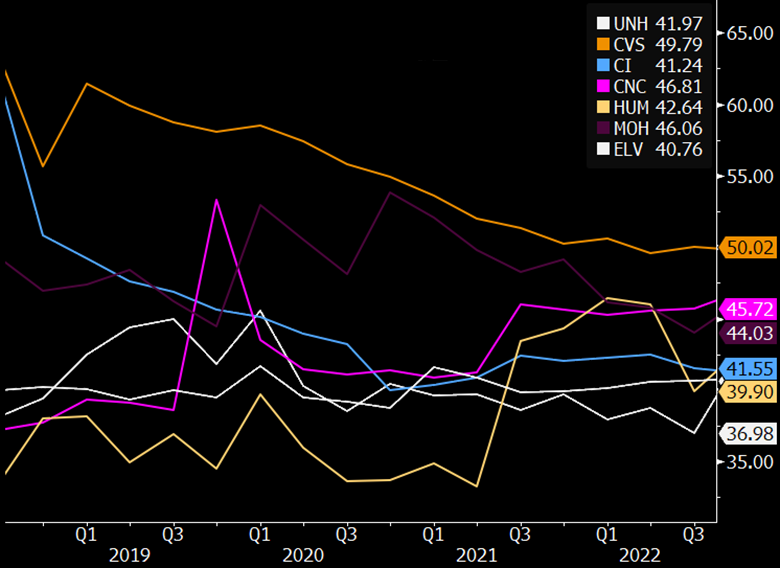 UNH 41.97
CVS 49.79
CI 41.24
CNC 46.81
HUM 42.64
MOH 46.06
ELV 40.76
65.00
60.00
55.00
50.02
45.72
44.03
41.55
39.90
36.98
35.00
Q1 Q3 Q1 Q3 Q1 Q3 Q1 Q3
2019 2020 2021 2022